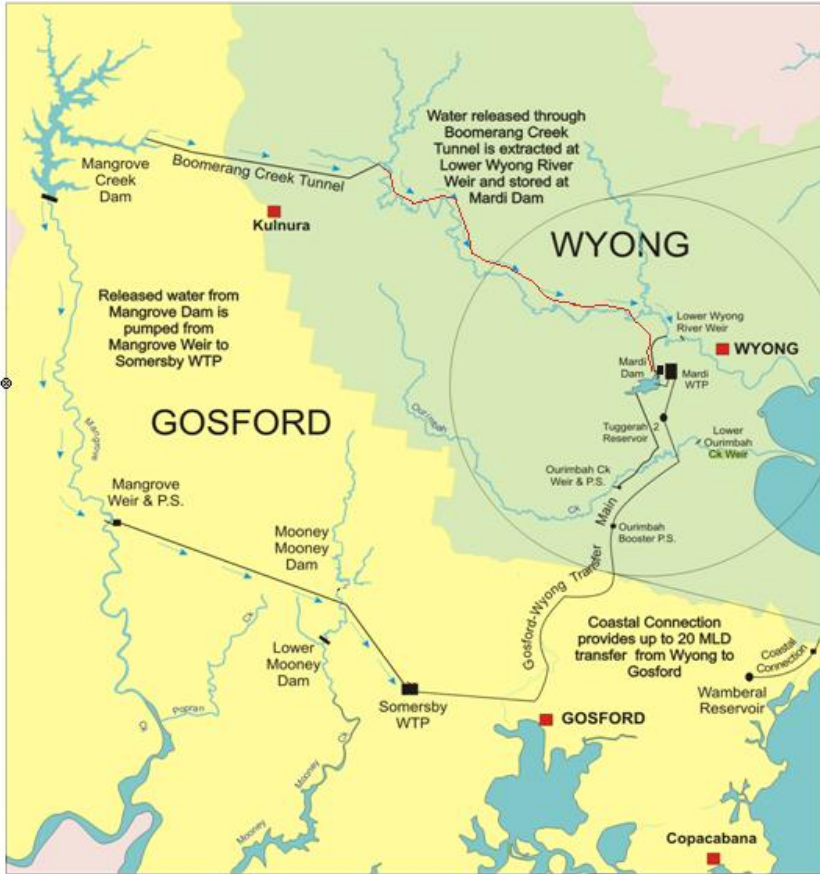 Water released through
Boomerang Creek
Tunnel is extracted at
Lower Wyong River
Weir and stored at
Mardi Dam
Mangrove
Creek
Dam
Boomerang Creek Tunnel
Kulnura
WYONG
Released water from
Mangrove Dam is
pumped from
Mangrove Weir to
Somersby WTP
Lower Wyong
River Weir
WYONG
Mardi
Dam
Mardi
WTP
GOSFORD
Ourimbah
Mangrove
Tuggerah 2
Reservoir
Lower
Ourimbah
Ck Weir
Ourimbah Ck
Weir & P.S.
Ck
Mangrove
Weir & P.S.
Main
Ourimbah
Booster P.S.
Mooney
Mooney
Dam
Gosford-Wyong Transfer
Ck
Lower
Mooney
Dam
Coastal Connection
provides up to 20 MLD
transfer from Wyong to
Gosford
Coastal
Connection
Wamberal
Reservoir
Somersby
WTP
Popran
Ck
GOSFORD
Ck
Mooney
Mooney
Copacabana